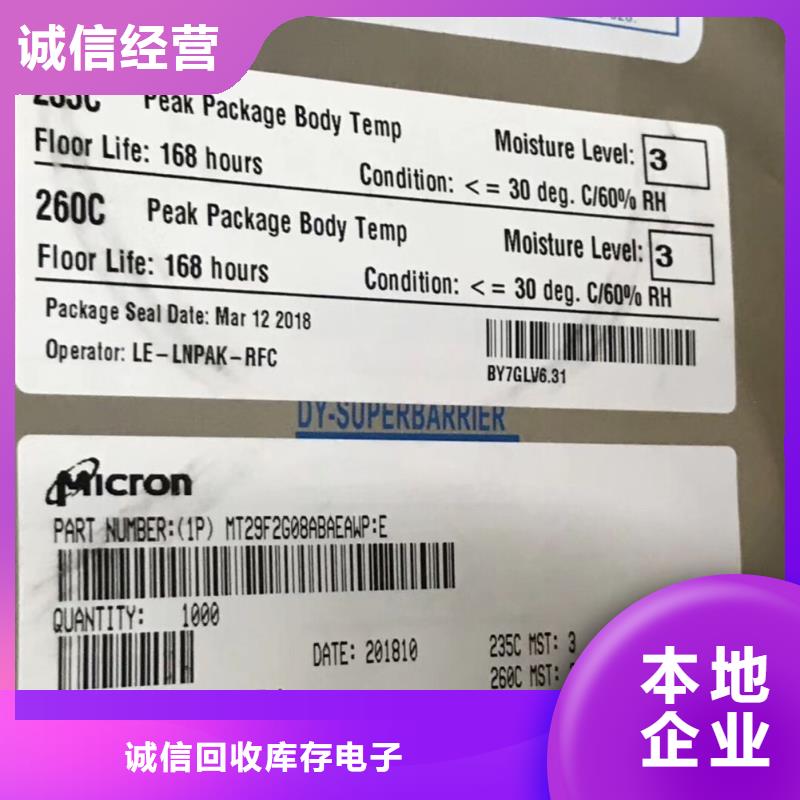 诚信经营
Peak Package Body Temp
Moisture Level: 3
Floor Life: 168 hours
Condition: <= 30 deg. C/60% RH
260C Peak Package Body Temp
Moisture Level: 3
Floor Life: 168 hours
Condition: <= 30 deg. C/60% RH
Package Seal Date: Mar 12 2018
Operator: LE-LNPAK-RFC
BY7GLV6.31
DY-SUPERBARRIER
Micron
PART NUMBER:(1P) MT29F2G08ABAEAWP:E
QUANTITY: 1000
DATE: 201810
235C MST: 3
260C MST:
本地
企业
诚信回收库存电子